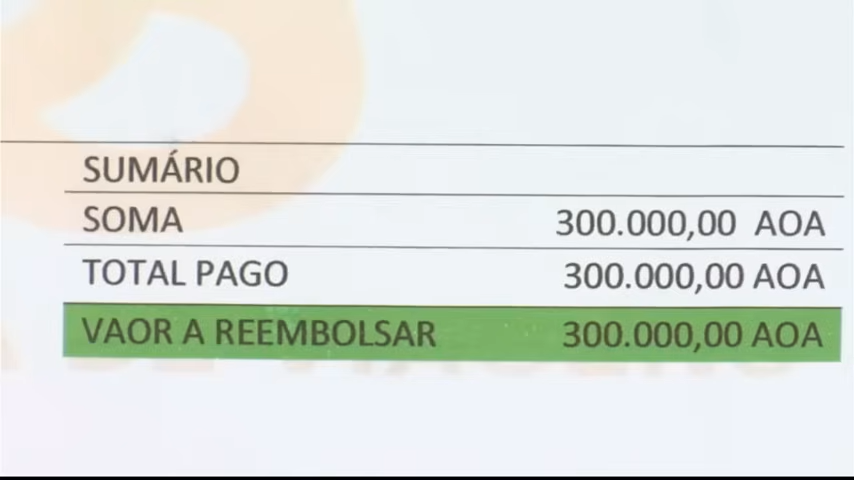 SUMÁRIO
SOMA 300.000,00 AOA
TOTAL PAGO 300.000,00 AOA
VAOR A REEMBOLSAR 300.000,00 AOA